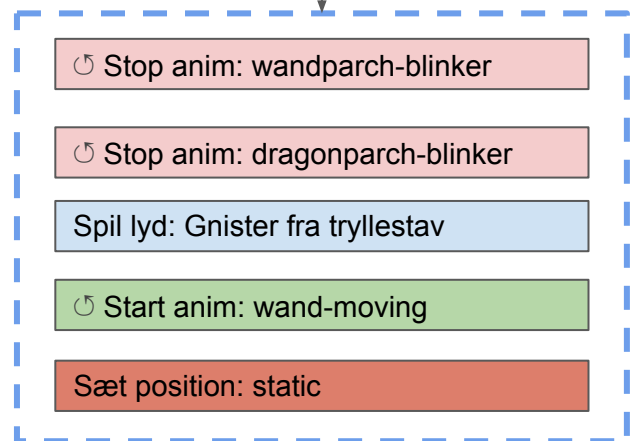 ↺ Stop anim: wandparch-blinker
↺ Stop anim: dragonparch-blinker
Spil lyd: Gnister fra tryllestav
↺ Start anim: wand-moving
Sæt position: static